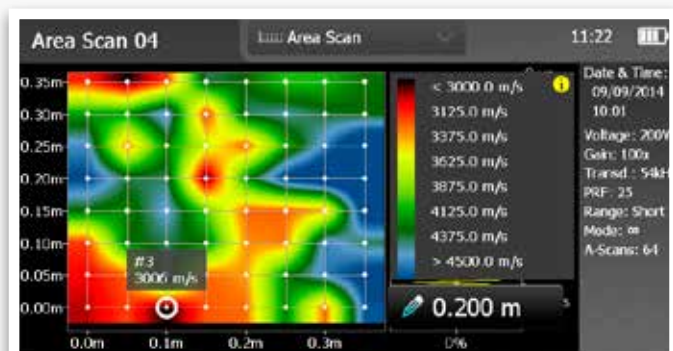 Area Scan 04
Area Scan
11:22
0.35m
0.30m
0.25m
0.20m
0.15m
0.10m
0.05m
0.00m
#3
3006 m/s
0.0m 0.1m 0.2m 0.3m
< 3000.0 m/s
3125.0 m/s
3375.0 m/s
3625.0 m/s
3875.0 m/s
4125.0 m/s
4375.0 m/s
> 4500.0 m/s
i
0.200 m
0%
Date & Time:
09/09/2014
10:01
Voltage: 200V
Gain: 100x
Transd : 54kH
PRF: 25
Range: Short
Mode: ∞
A-Scans: 64